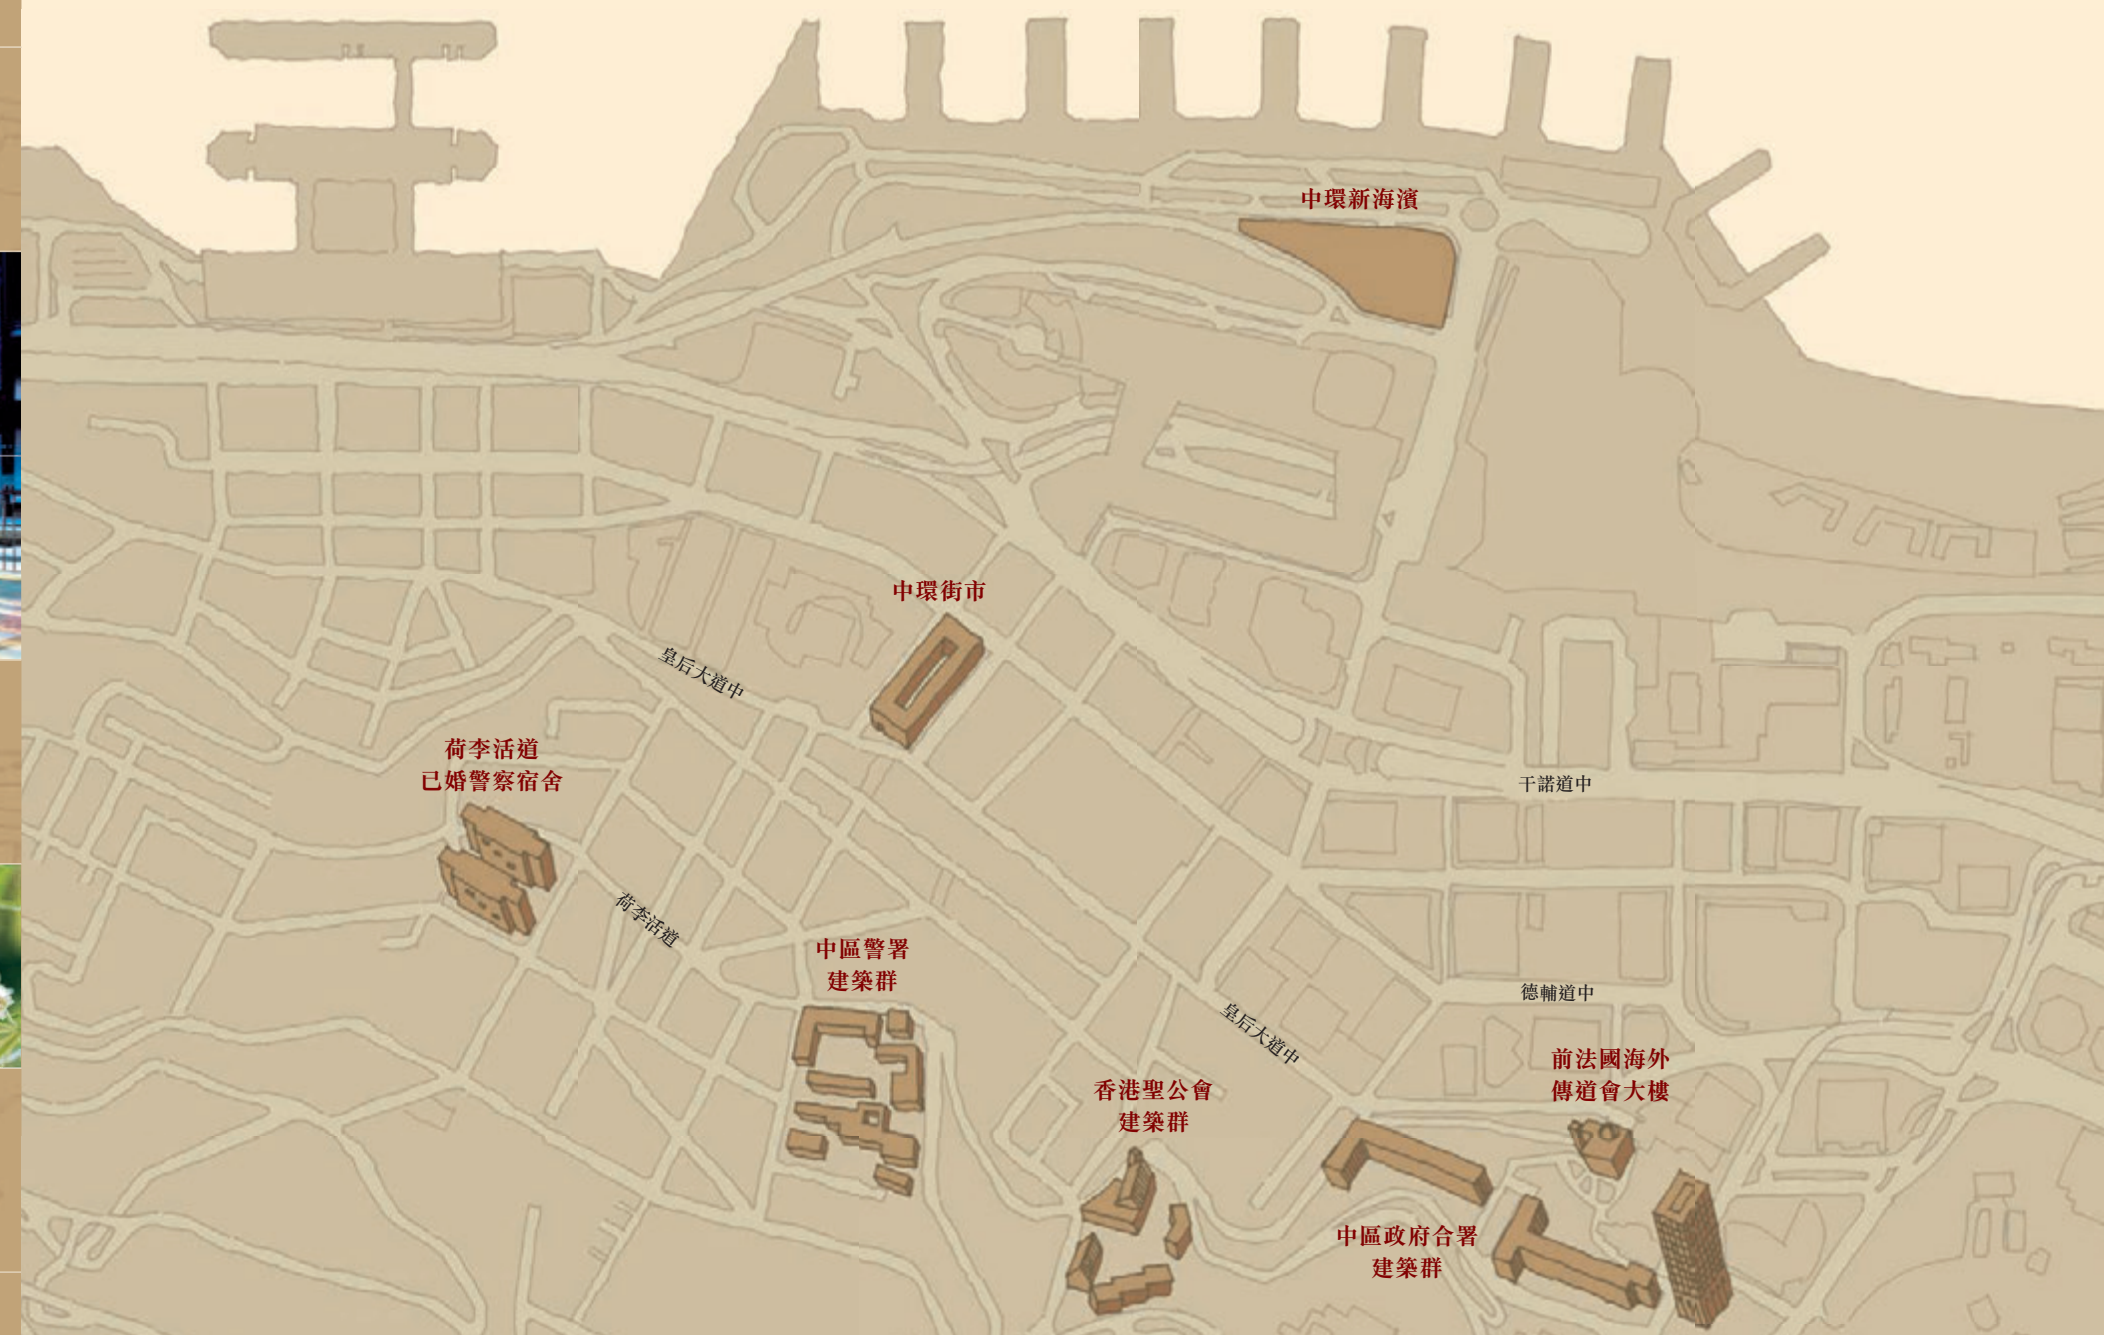 中環新海濱
中環街市
皇后大道中
荷李活道
已婚警察宿舍
干諾道中
荷李活道
中區警署
建築群
德輔道中
皇后大道中
前法國海外
傳道會大樓
香港聖公會
建築群
中區政府合署
建築群